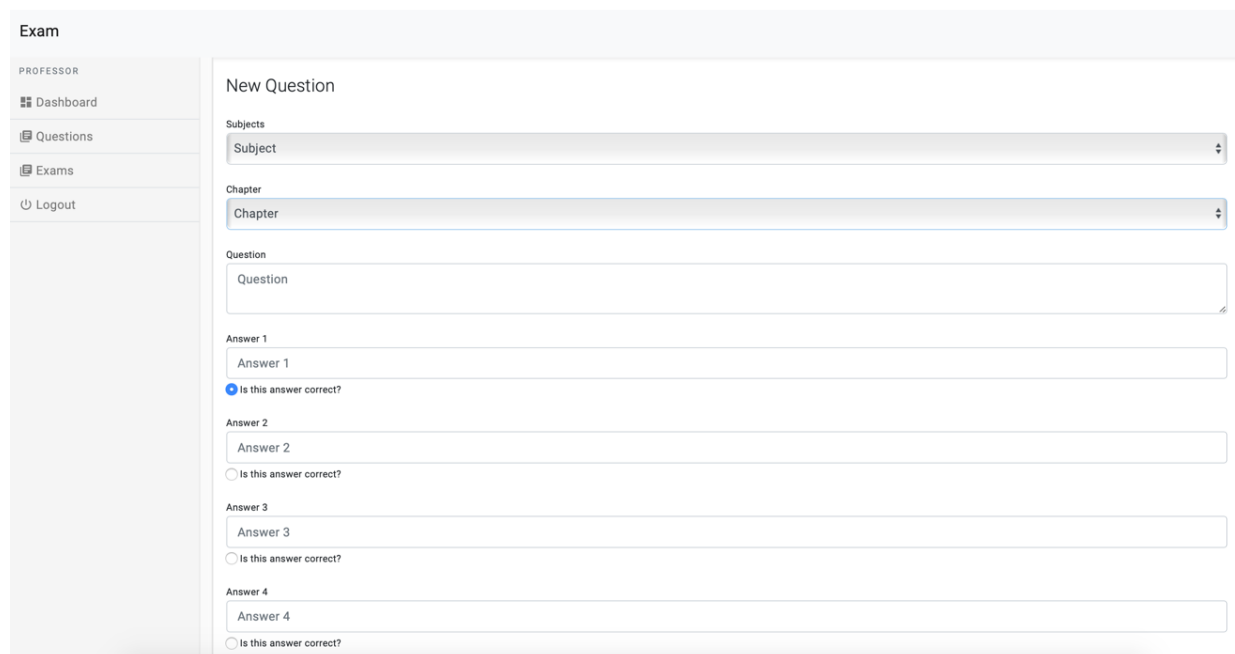 Exam
PROFESSOR
Dashboard
Questions
Exams
Logout
New Question
Subjects
Subject
Chapter
Chapter
Question
Question
Answer 1
Answer 1
Is this answer correct?
Answer 2
Answer 2
Is this answer correct?
Answer 3
Answer 3
Is this answer correct?
Answer 4
Answer 4
Is this answer correct?